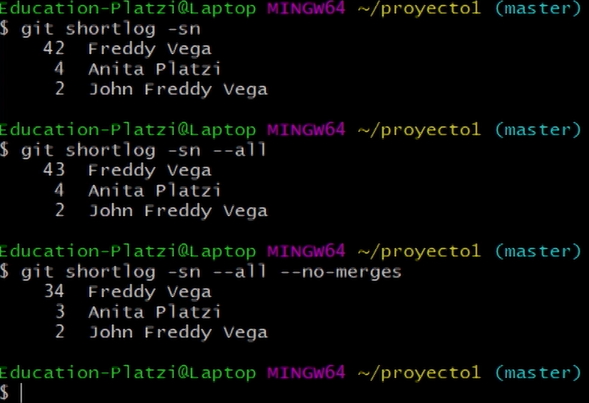 Education-Platzi@Laptop MINGW64 ~/proyecto1 (master)
$ git shortlog -sn
    42  Freddy Vega
     4  Anita Platzi
     2  John Freddy Vega

Education-Platzi@Laptop MINGW64 ~/proyecto1 (master)
$ git shortlog -sn --all
    43  Freddy Vega
     4  Anita Platzi
     2  John Freddy Vega

Education-Platzi@Laptop MINGW64 ~/proyecto1 (master)
$ git shortlog -sn --all --no-merges
    34  Freddy Vega
     3  Anita Platzi
     2  John Freddy Vega

Education-Platzi@Laptop MINGW64 ~/proyecto1 (master)
$